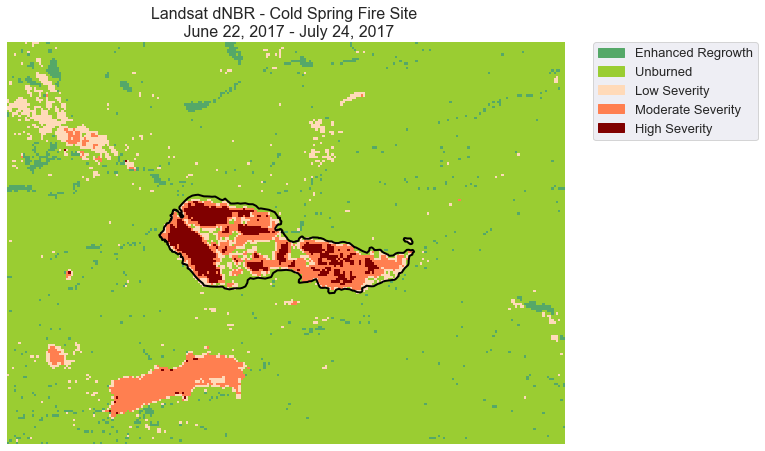 Landsat dNBR - Cold Spring Fire Site
June 22, 2017 - July 24, 2017
Enhanced Regrowth
Unburned
Low Severity
Moderate Severity
High Severity